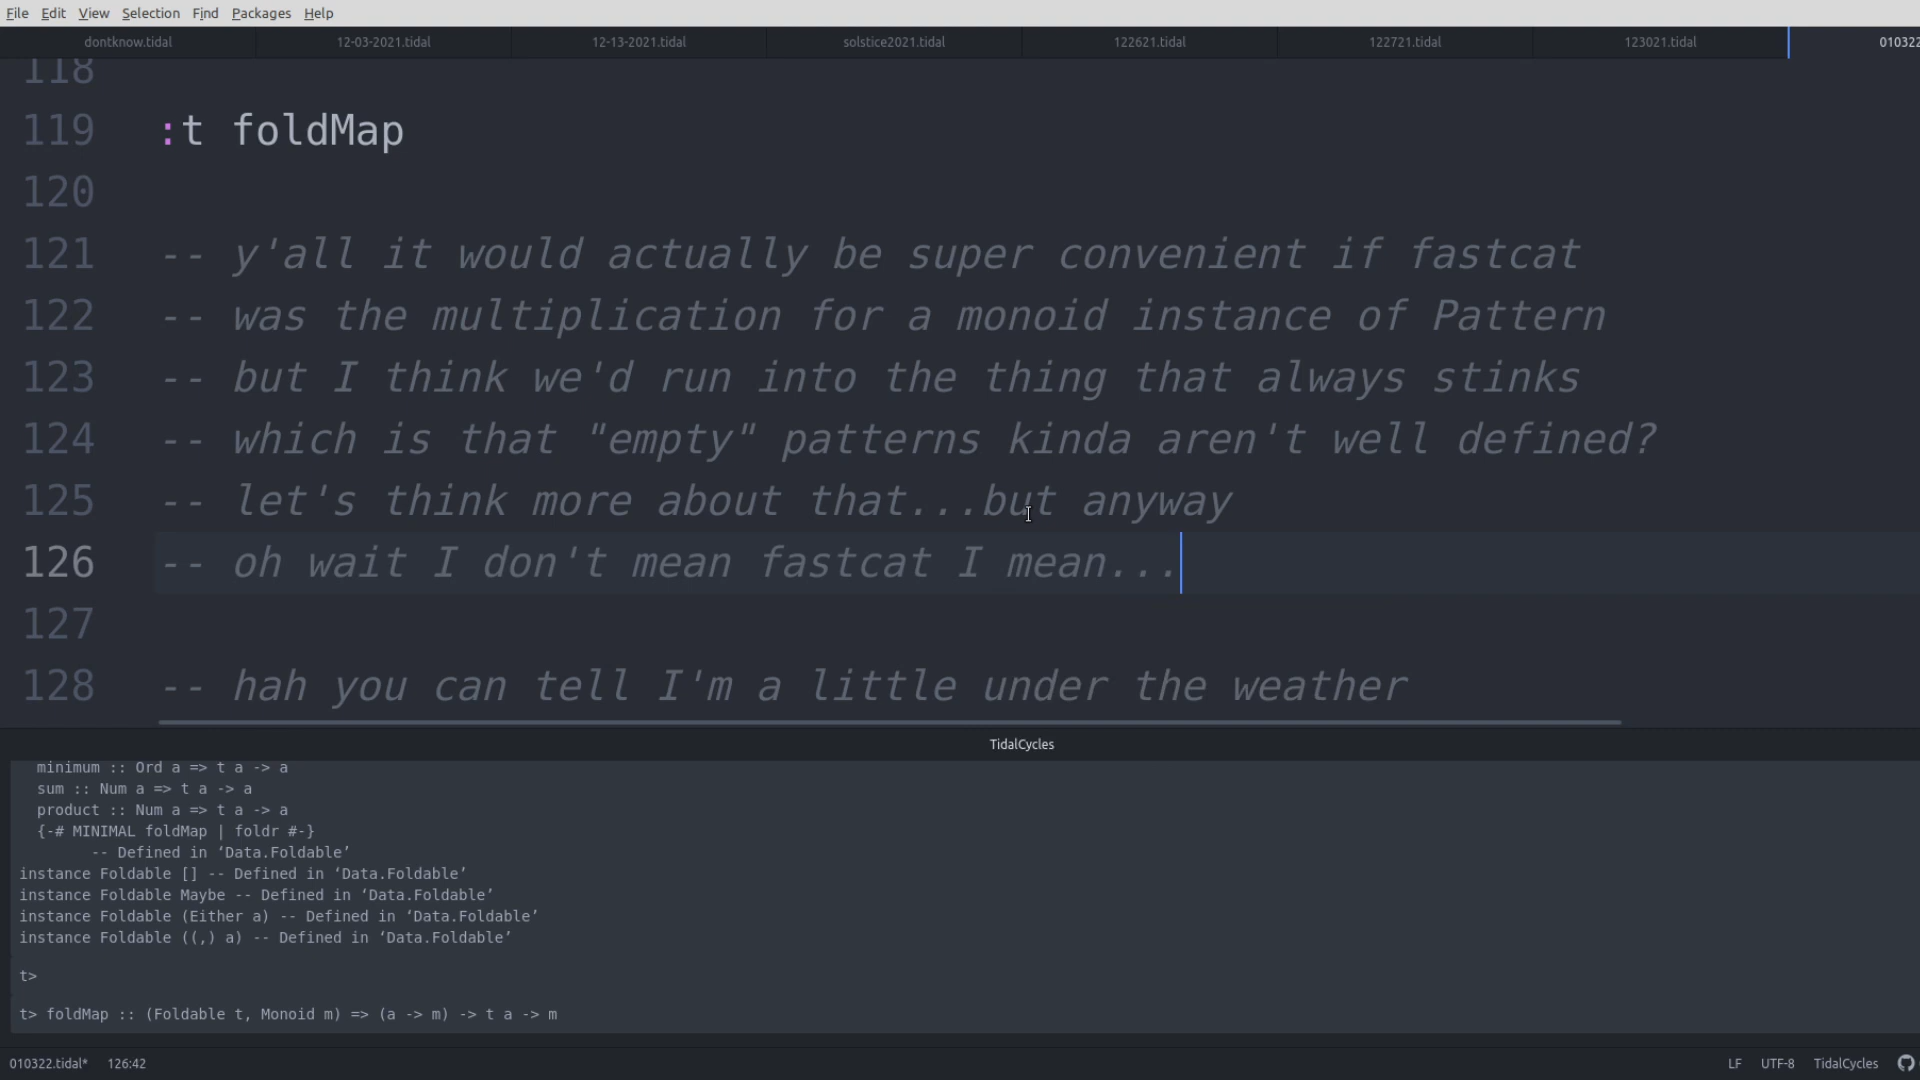 File Edit View Selection Find Packages Help
dontknow.tidal 12-03-2021.tidal 12-13-2021.tidal solstice2021.tidal 122621.tidal 122721.tidal 123021.tidal 010322
118
119 :t foldMap
120
121 -- y'all it would actually be super convenient if fastcat
122 -- was the multiplication for a monoid instance of Pattern
123 -- but I think we'd run into the thing that always stinks
124 -- which is that "empty" patterns kinda aren't well defined?
125 -- let's think more about that...but anyway
126 -- oh wait I don't mean fastcat I mean...
127
128 -- hah you can tell I'm a little under the weather
TidalCycles
minimum :: Ord a => t a -> a
sum :: Num a => t a -> a
product :: Num a => t a -> a
{-# MINIMAL foldMap | foldr #-}
-- Defined in ‘Data.Foldable’
instance Foldable [] -- Defined in ‘Data.Foldable’
instance Foldable Maybe -- Defined in ‘Data.Foldable’
instance Foldable (Either a) -- Defined in ‘Data.Foldable’
instance Foldable ((,) a) -- Defined in ‘Data.Foldable’
t>
t> foldMap :: (Foldable t, Monoid m) => (a -> m) -> t a -> m
010322.tidal* 126:42 LF UTF-8 TidalCycles